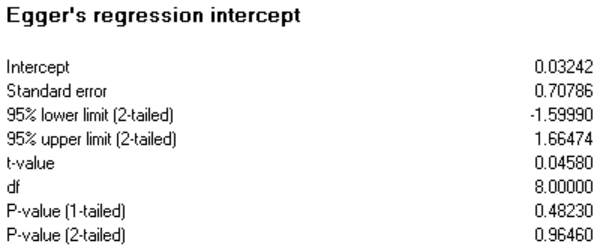 Egger's regression intercept
Intercept 0.03242
Standard error 0.70786
95% lower limit (2-tailed) -1.59990
95% upper limit (2-tailed) 1.66474
t-value 0.04580
df 8.00000
P-value (1-tailed) 0.48230
P-value (2-tailed) 0.96460